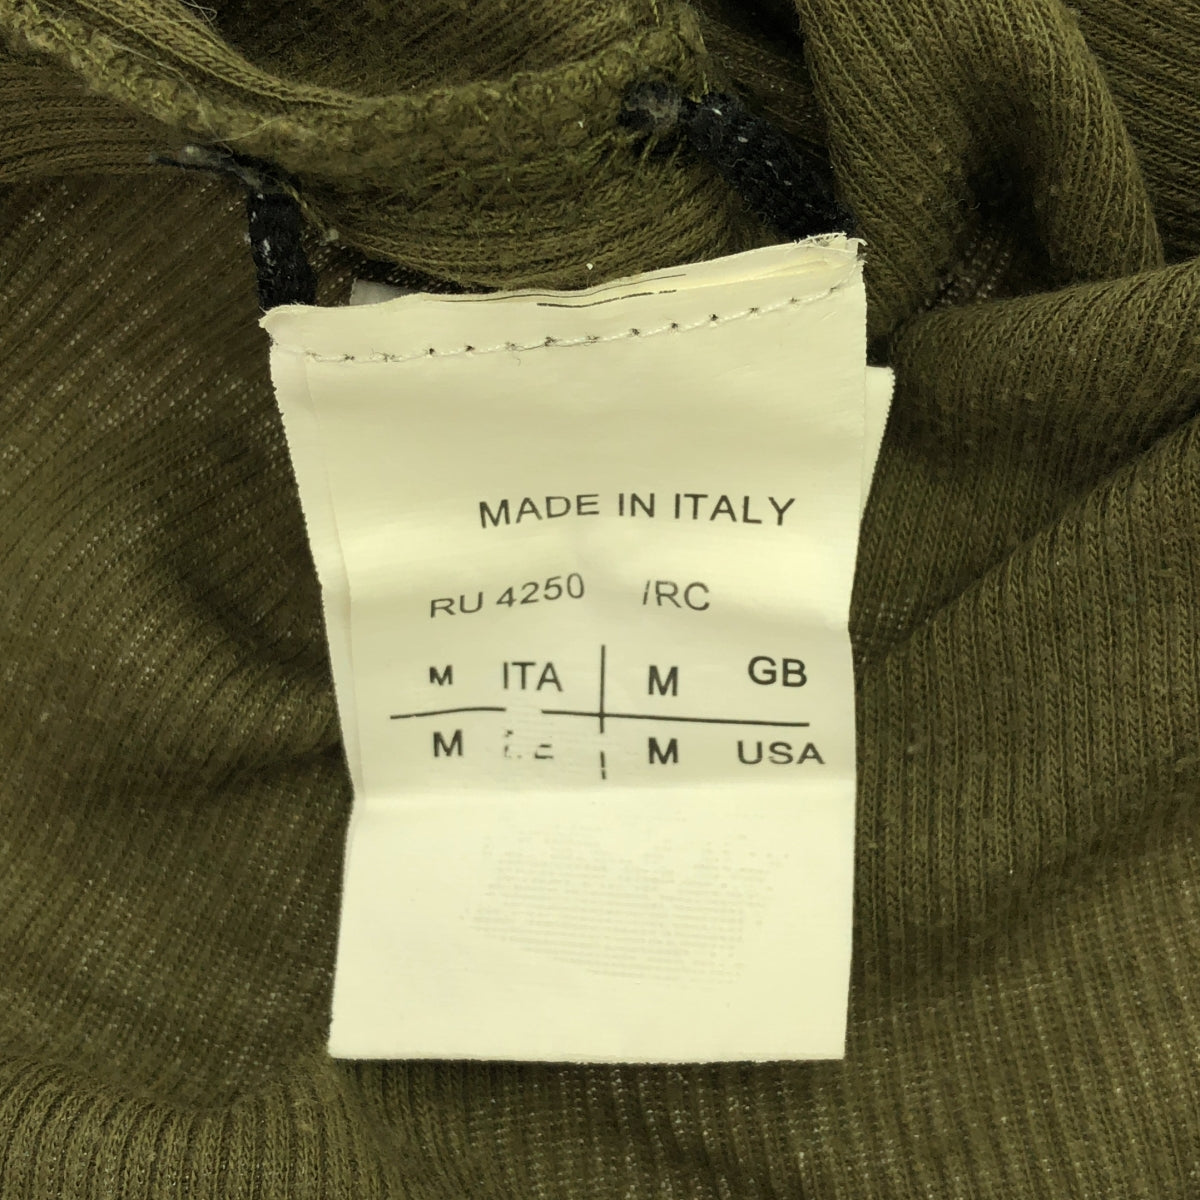 MADE IN ITALY
RU 4250 /RC
M ITA M GB
M M USA